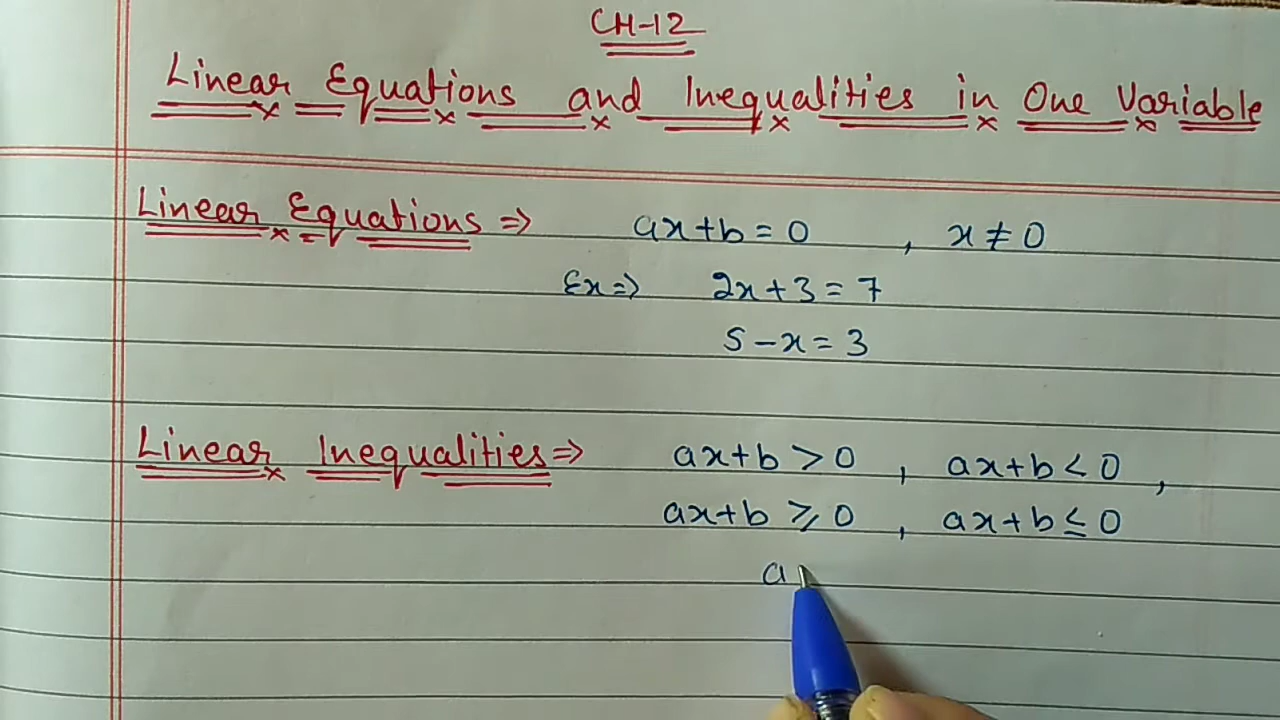 CH-12
Linear Equations and Inequalities in One Variable
Linear Equations ⇒ ax+b=0 , x≠0
Ex⇒ 2x+3=7
5-x=3
Linear Inequalities⇒ ax+b>0 , ax+b<0 ,
ax+b⩾0 , ax+b≤0
a